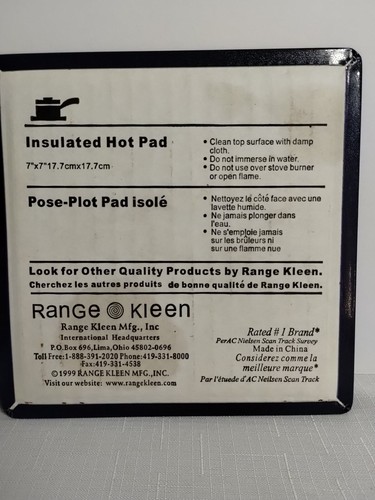 Insulated Hot Pad
7"x7"17.7cmx17.7cm
• Clean top surface with damp
cloth.
• Do not immerse in water.
• Do not use over stove burner
or open flame.
Pose-Plot Pad isolé
• Nettoyez le côté face avec une
lavette humide.
• Ne jamais plonger dans
l'eau.
• Ne s'emploie jamais
sur les brûleurs ni
sur une flamme nue
Look for Other Quality Products by Range Kleen.
Cherchez les autres produits de bonne qualité de Range Kleen.
Range Kleen
Range Kleen Mfg., Inc
International Headquarters
P.O.Box 696,Lima,Ohio 45802-0696
Toll Free:1-888-391-2020 Phone:419-331-8000
Fax:419-331-4538
©1999 RANGE KLEEN MFG.,INC.
Visit our website: www.rangekleen.com
Rated # 1 Brand*
PerAC Nielsen Scan Track Survey
Made in China
Considerez comme la
meilleure marque*
Par l'étuede d'AC Neilsen Scan Track